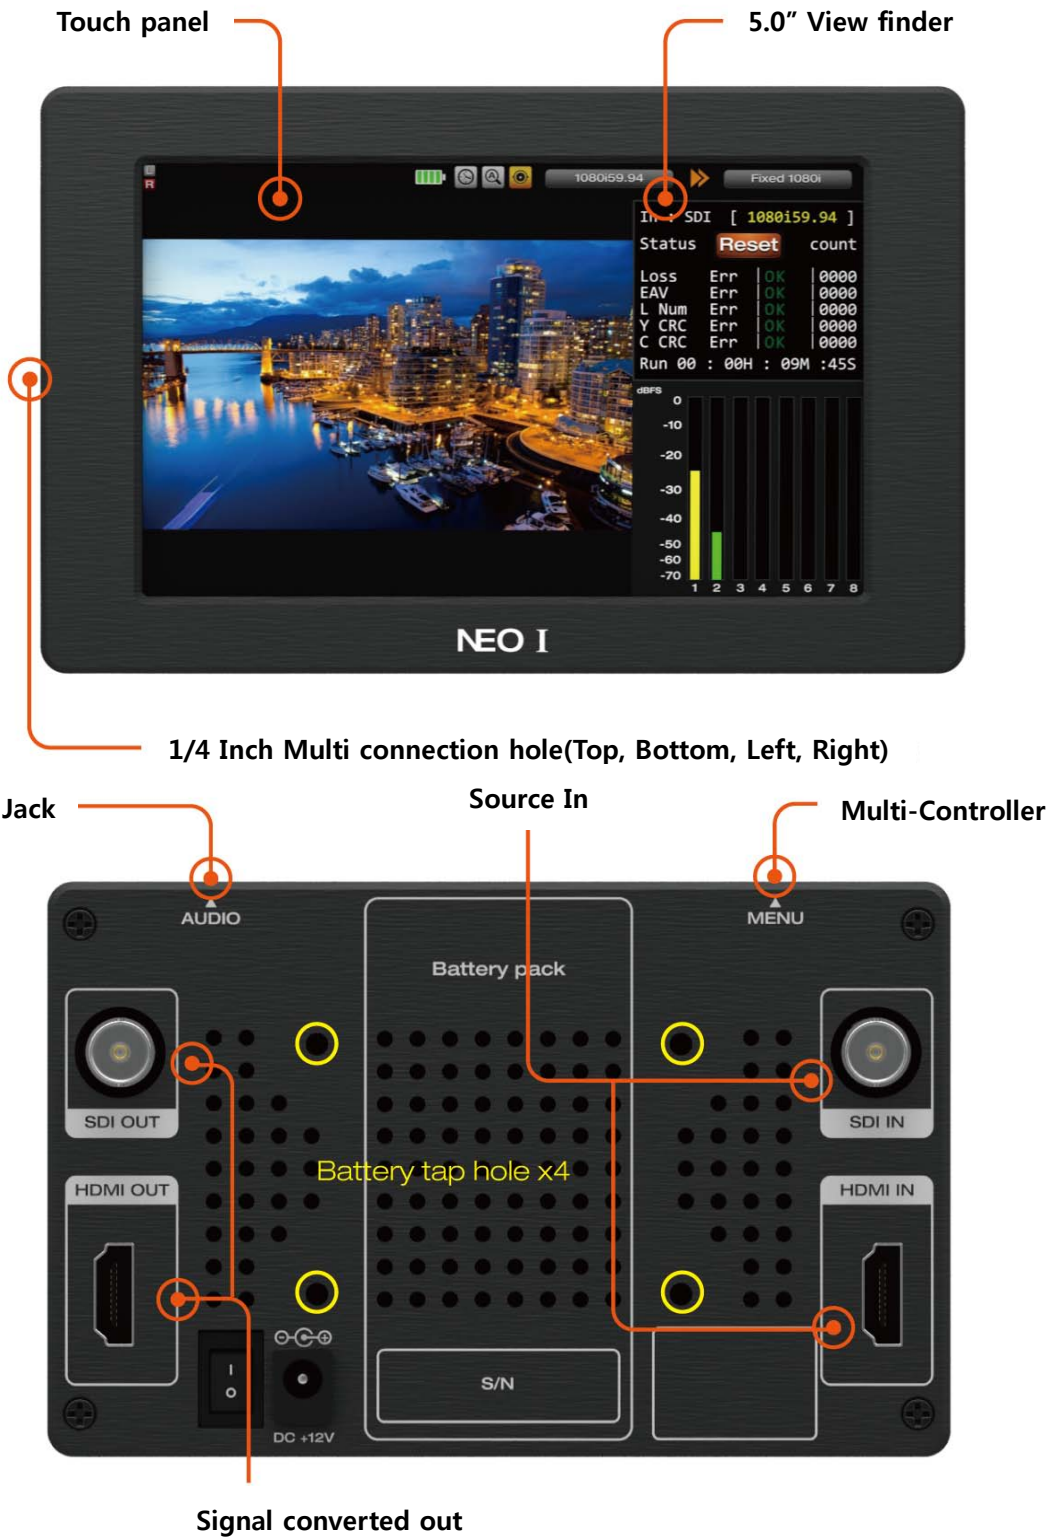 Touch panel
5.0” View finder
R
1080i59.94
Fixed 1080i
In : SDI [ 1080i59.94 ]
Status Reset count
Loss Err OK 0000
EAV Err OK 0000
L Num Err OK 0000
Y CRC Err OK 0000
C CRC Err OK 0000
Run 00 : 00H : 09M :45S
dBFS
0
-10
-20
-30
-40
-50
-60
-70
1 2 3 4 5 6 7 8
NEO I
1/4 Inch Multi connection hole(Top, Bottom, Left, Right)
Jack
Source In
Multi-Controller
AUDIO
MENU
Battery pack
SDI OUT
SDI IN
Battery tap hole x4
HDMI OUT
HDMI IN
S/N
DC +12V
Signal converted out